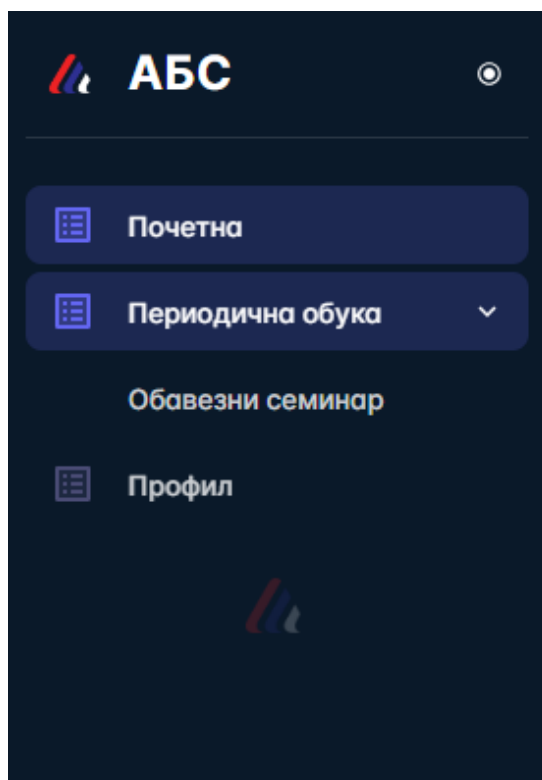 АБС
Почетна
Периодична обука
Обавезни семинар
Профил